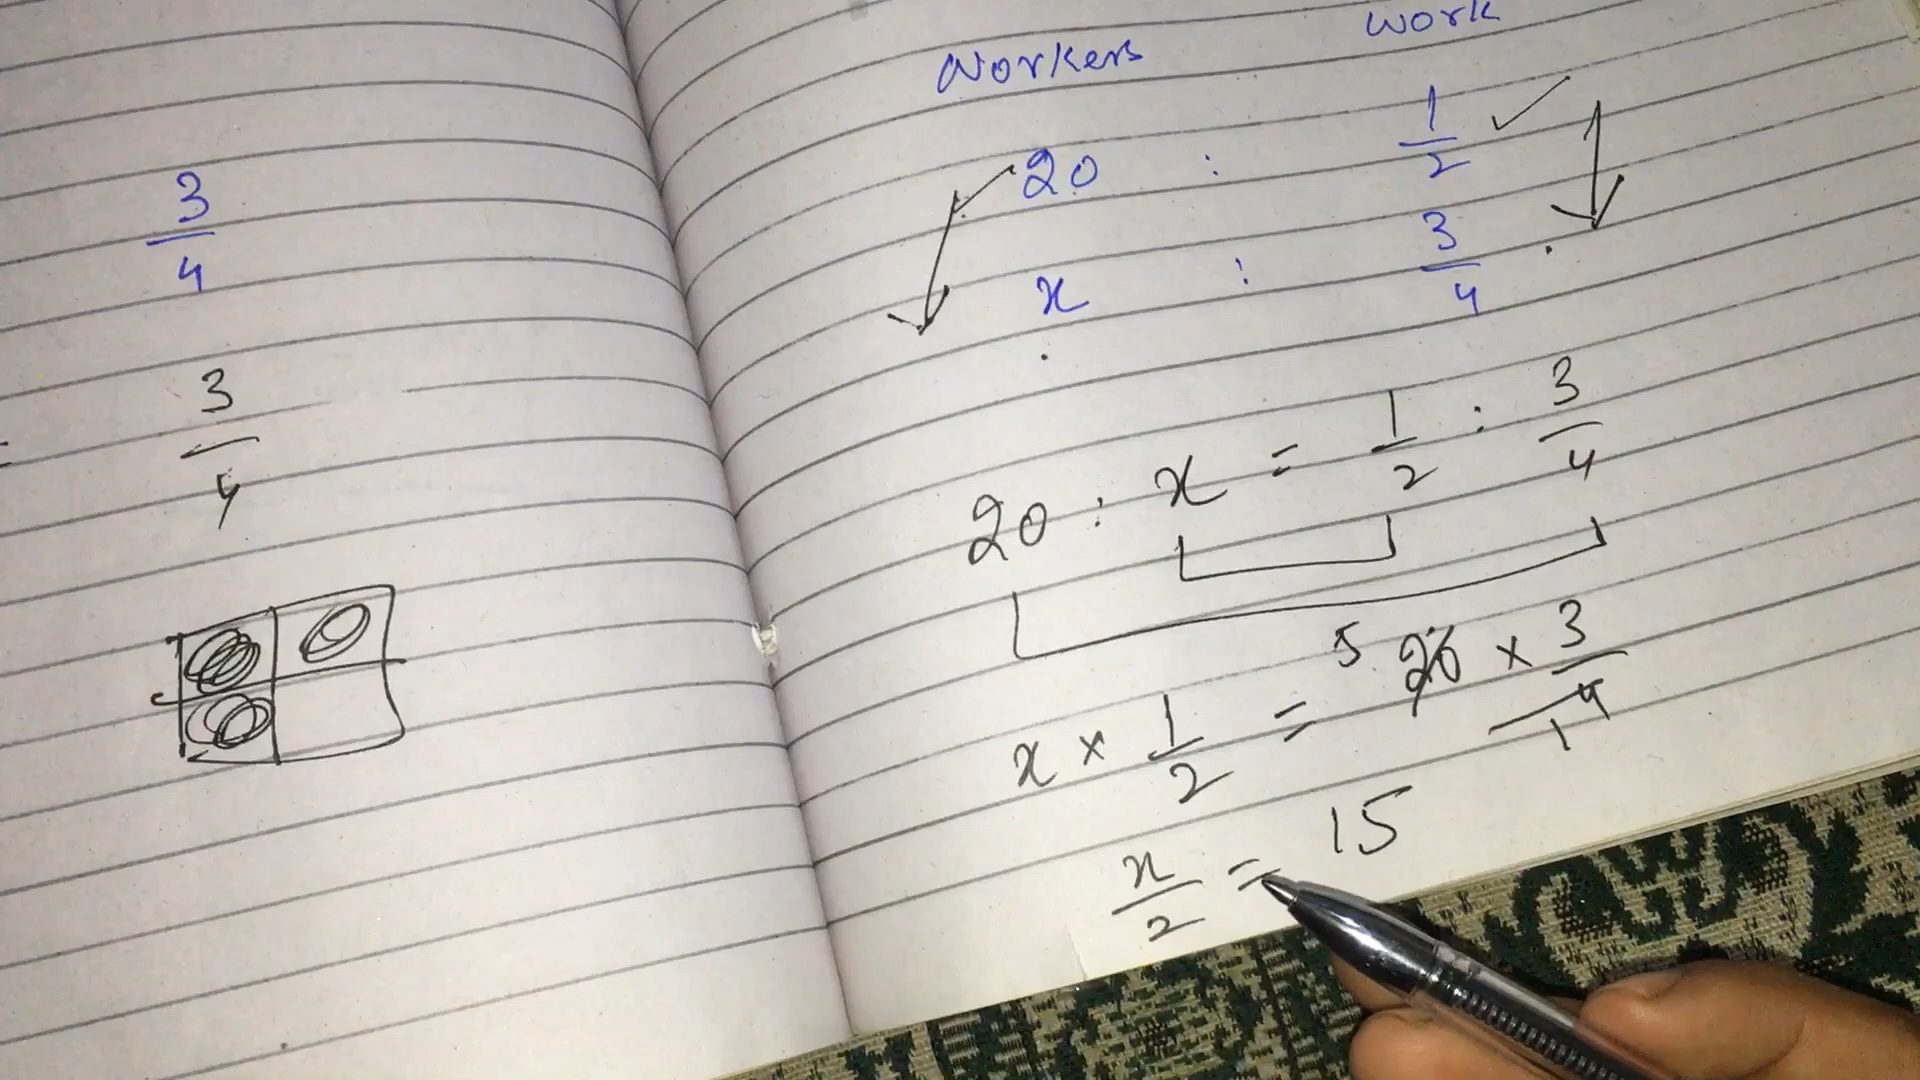 3/4
3/4
Workers Work
20 : 1/2 ✓
x : 3/4
20 : x = 1/2 : 3/4
x × 1/2 = 5 20 × 3/4 1
x/2 = 15